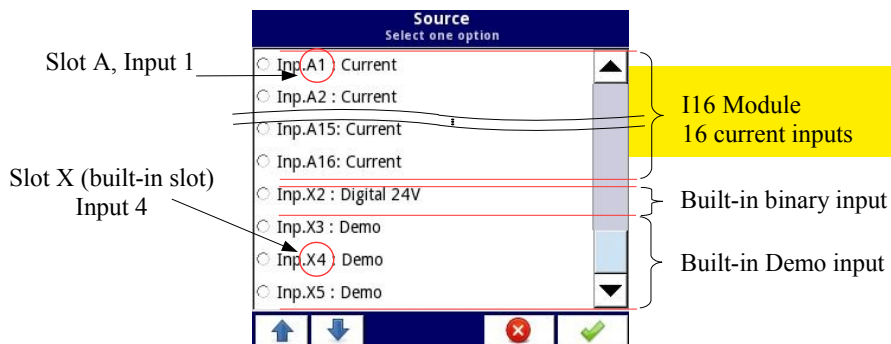 Source
Select one option
Slot A, Input 1
Inp.A1 : Current
Inp.A2 : Current
Inp.A15: Current
Inp.A16: Current
I16 Module
16 current inputs
Slot X (built-in slot)
Input 4
Inp.X2 : Digital 24V
Built-in binary input
Inp.X3 : Demo
Inp.X4 : Demo
Inp.X5 : Demo
Built-in Demo input